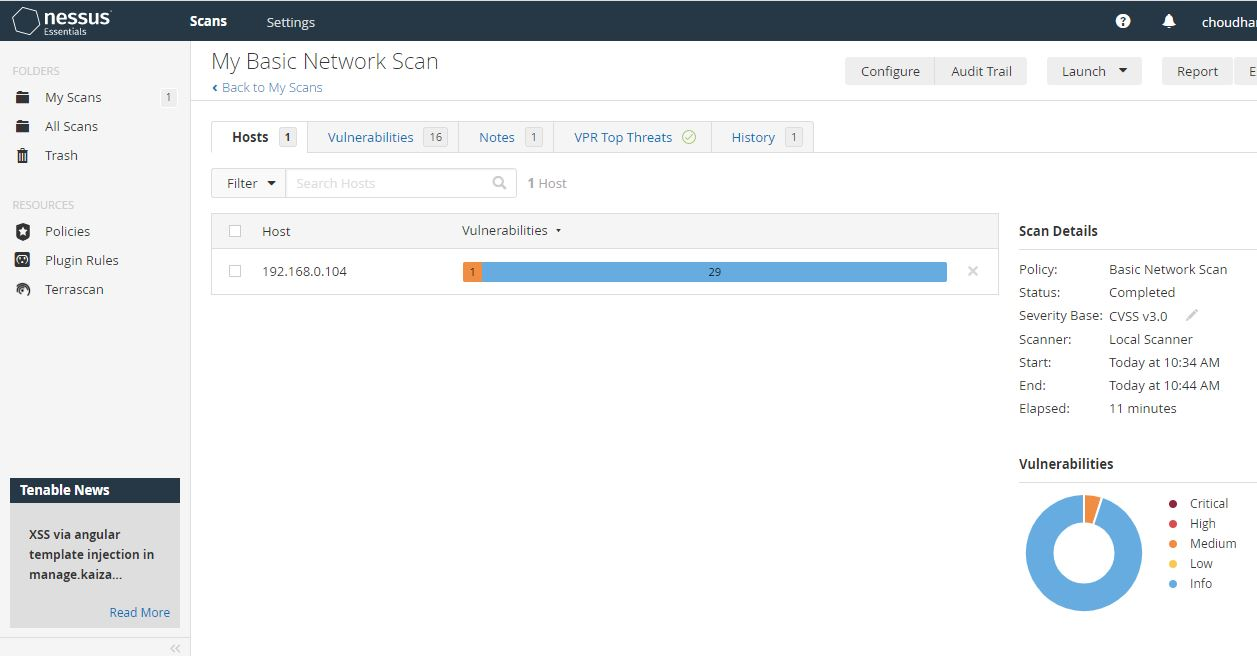 nessus Essentials Scans Settings choudhar
My Basic Network Scan
Back to My Scans
Configure Audit Trail Launch Report E
FOLDERS
My Scans 1
All Scans
Trash
RESOURCES
Policies
Plugin Rules
Terrascan
Tenable News
XSS via angular
template injection in
manage.kaiza...
Read More
Hosts 1 Vulnerabilities 16 Notes 1 VPR Top Threats History 1
Filter Search Hosts 1 Host
Host Vulnerabilities
192.168.0.104 1 29
Scan Details
Policy: Basic Network Scan
Status: Completed
Severity Base: CVSS v3.0
Scanner: Local Scanner
Start: Today at 10:34 AM
End: Today at 10:44 AM
Elapsed: 11 minutes
Vulnerabilities
Critical
High
Medium
Low
Info